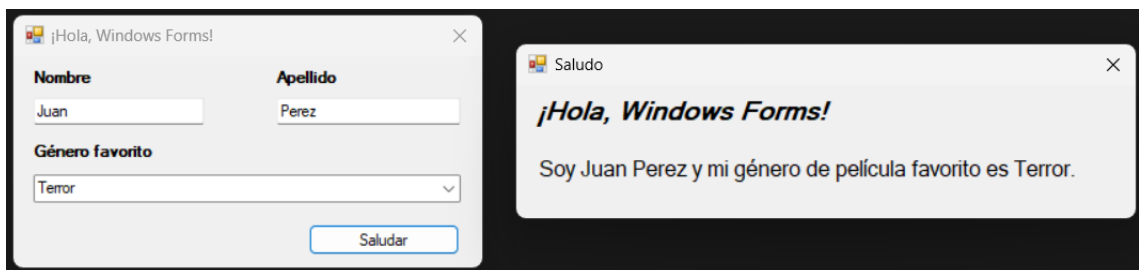 ¡Hola, Windows Forms!
Nombre Apellido
Juan Perez
Género favorito
Terror
Saludar
Saludo
¡Hola, Windows Forms!
Soy Juan Perez y mi género de película favorito es Terror.